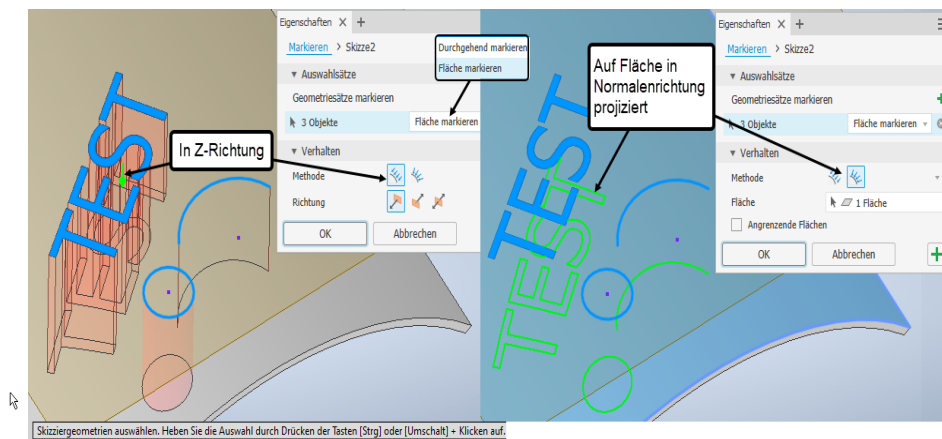 Eigenschaften × +
Markieren > Skizze2
Auswahlsätze
Geometriesätze markieren
3 Objekte
Fläche markieren
Verhalten
Methode
Richtung
OK
Abbrechen
Durchgehend markieren
Fläche markieren
In Z-Richtung
TEST
Auf Fläche in
Normalenrichtung
projiziert
TEST
TEST
Eigenschaften × +
Markieren > Skizze2
Auswahlsätze
Geometriesätze markieren
3 Objekte
Fläche markieren
Verhalten
Methode
Fläche
1 Fläche
Angrenzende Flächen
OK
Abbrechen
Skizziergeometrien auswählen. Heben Sie die Auswahl durch Drücken der Tasten [Strg] oder [Umschalt] + Klicken auf.